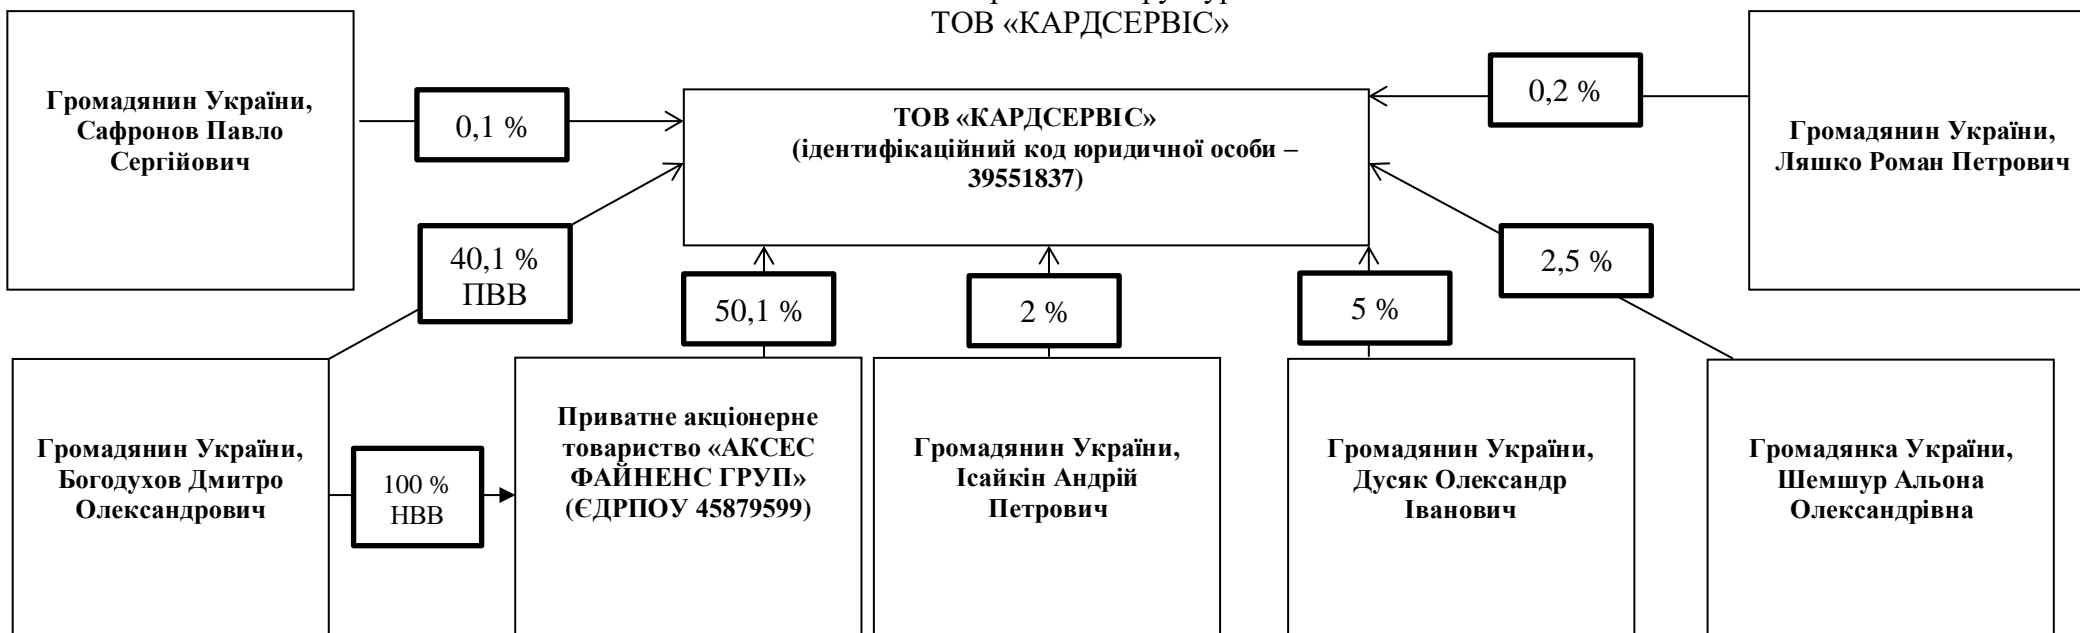 ТОВ «КАРДСЕРВІС»
Громадянин України,
Сафронов Павло
Сергійович
0,1 %
ТОВ «КАРДСЕРВІС»
(ідентифікаційний код юридичної особи –
39551837)
0,2 %
Громадянин України,
Ляшко Роман Петрович
40,1 %
ПВВ
50,1 %
2 %
5 %
2,5 %
Громадянин України,
Богодухов Дмитро
Олександрович
100 %
НВВ
Приватне акціонерне
товариство «АКСЕС
ФАЙНЕНС ГРУП»
(ЄДРПОУ 45879599)
Громадянин України,
Ісайкін Андрій
Петрович
Громадянин України,
Дусяк Олександр
Іванович
Громадянка України,
Шемшур Альона
Олександрівна